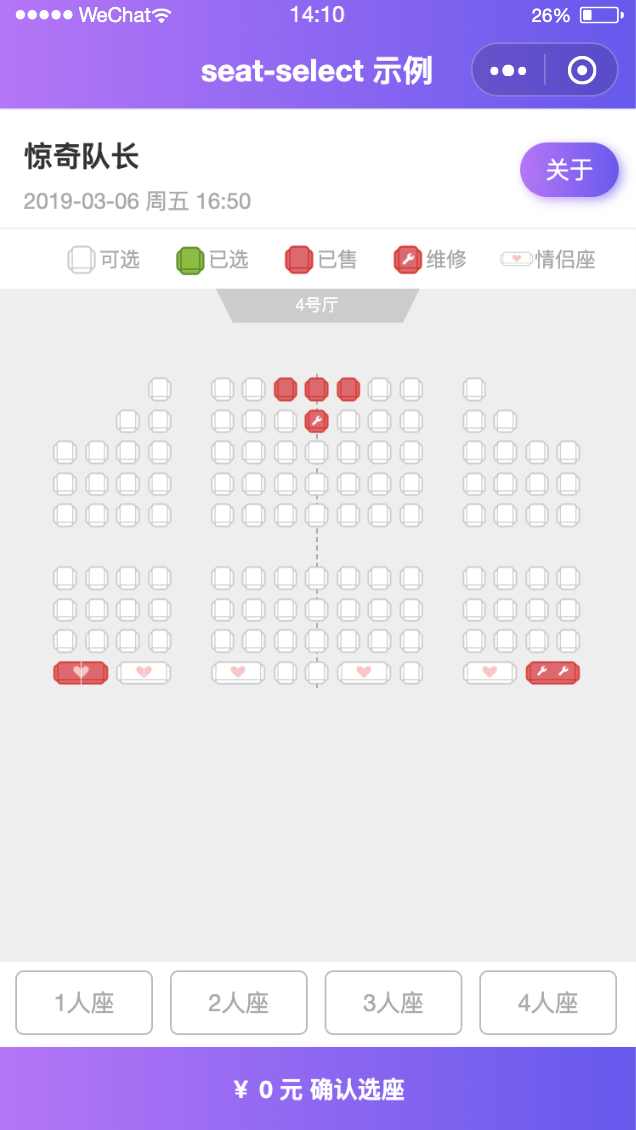 WeChat 14:10 26%
seat-select 示例
惊奇队长
关于
2019-03-06 周五 16:50
可选 已选 已售 维修 情侣座
4号厅
1人座 2人座 3人座 4人座
¥ 0 元 确认选座